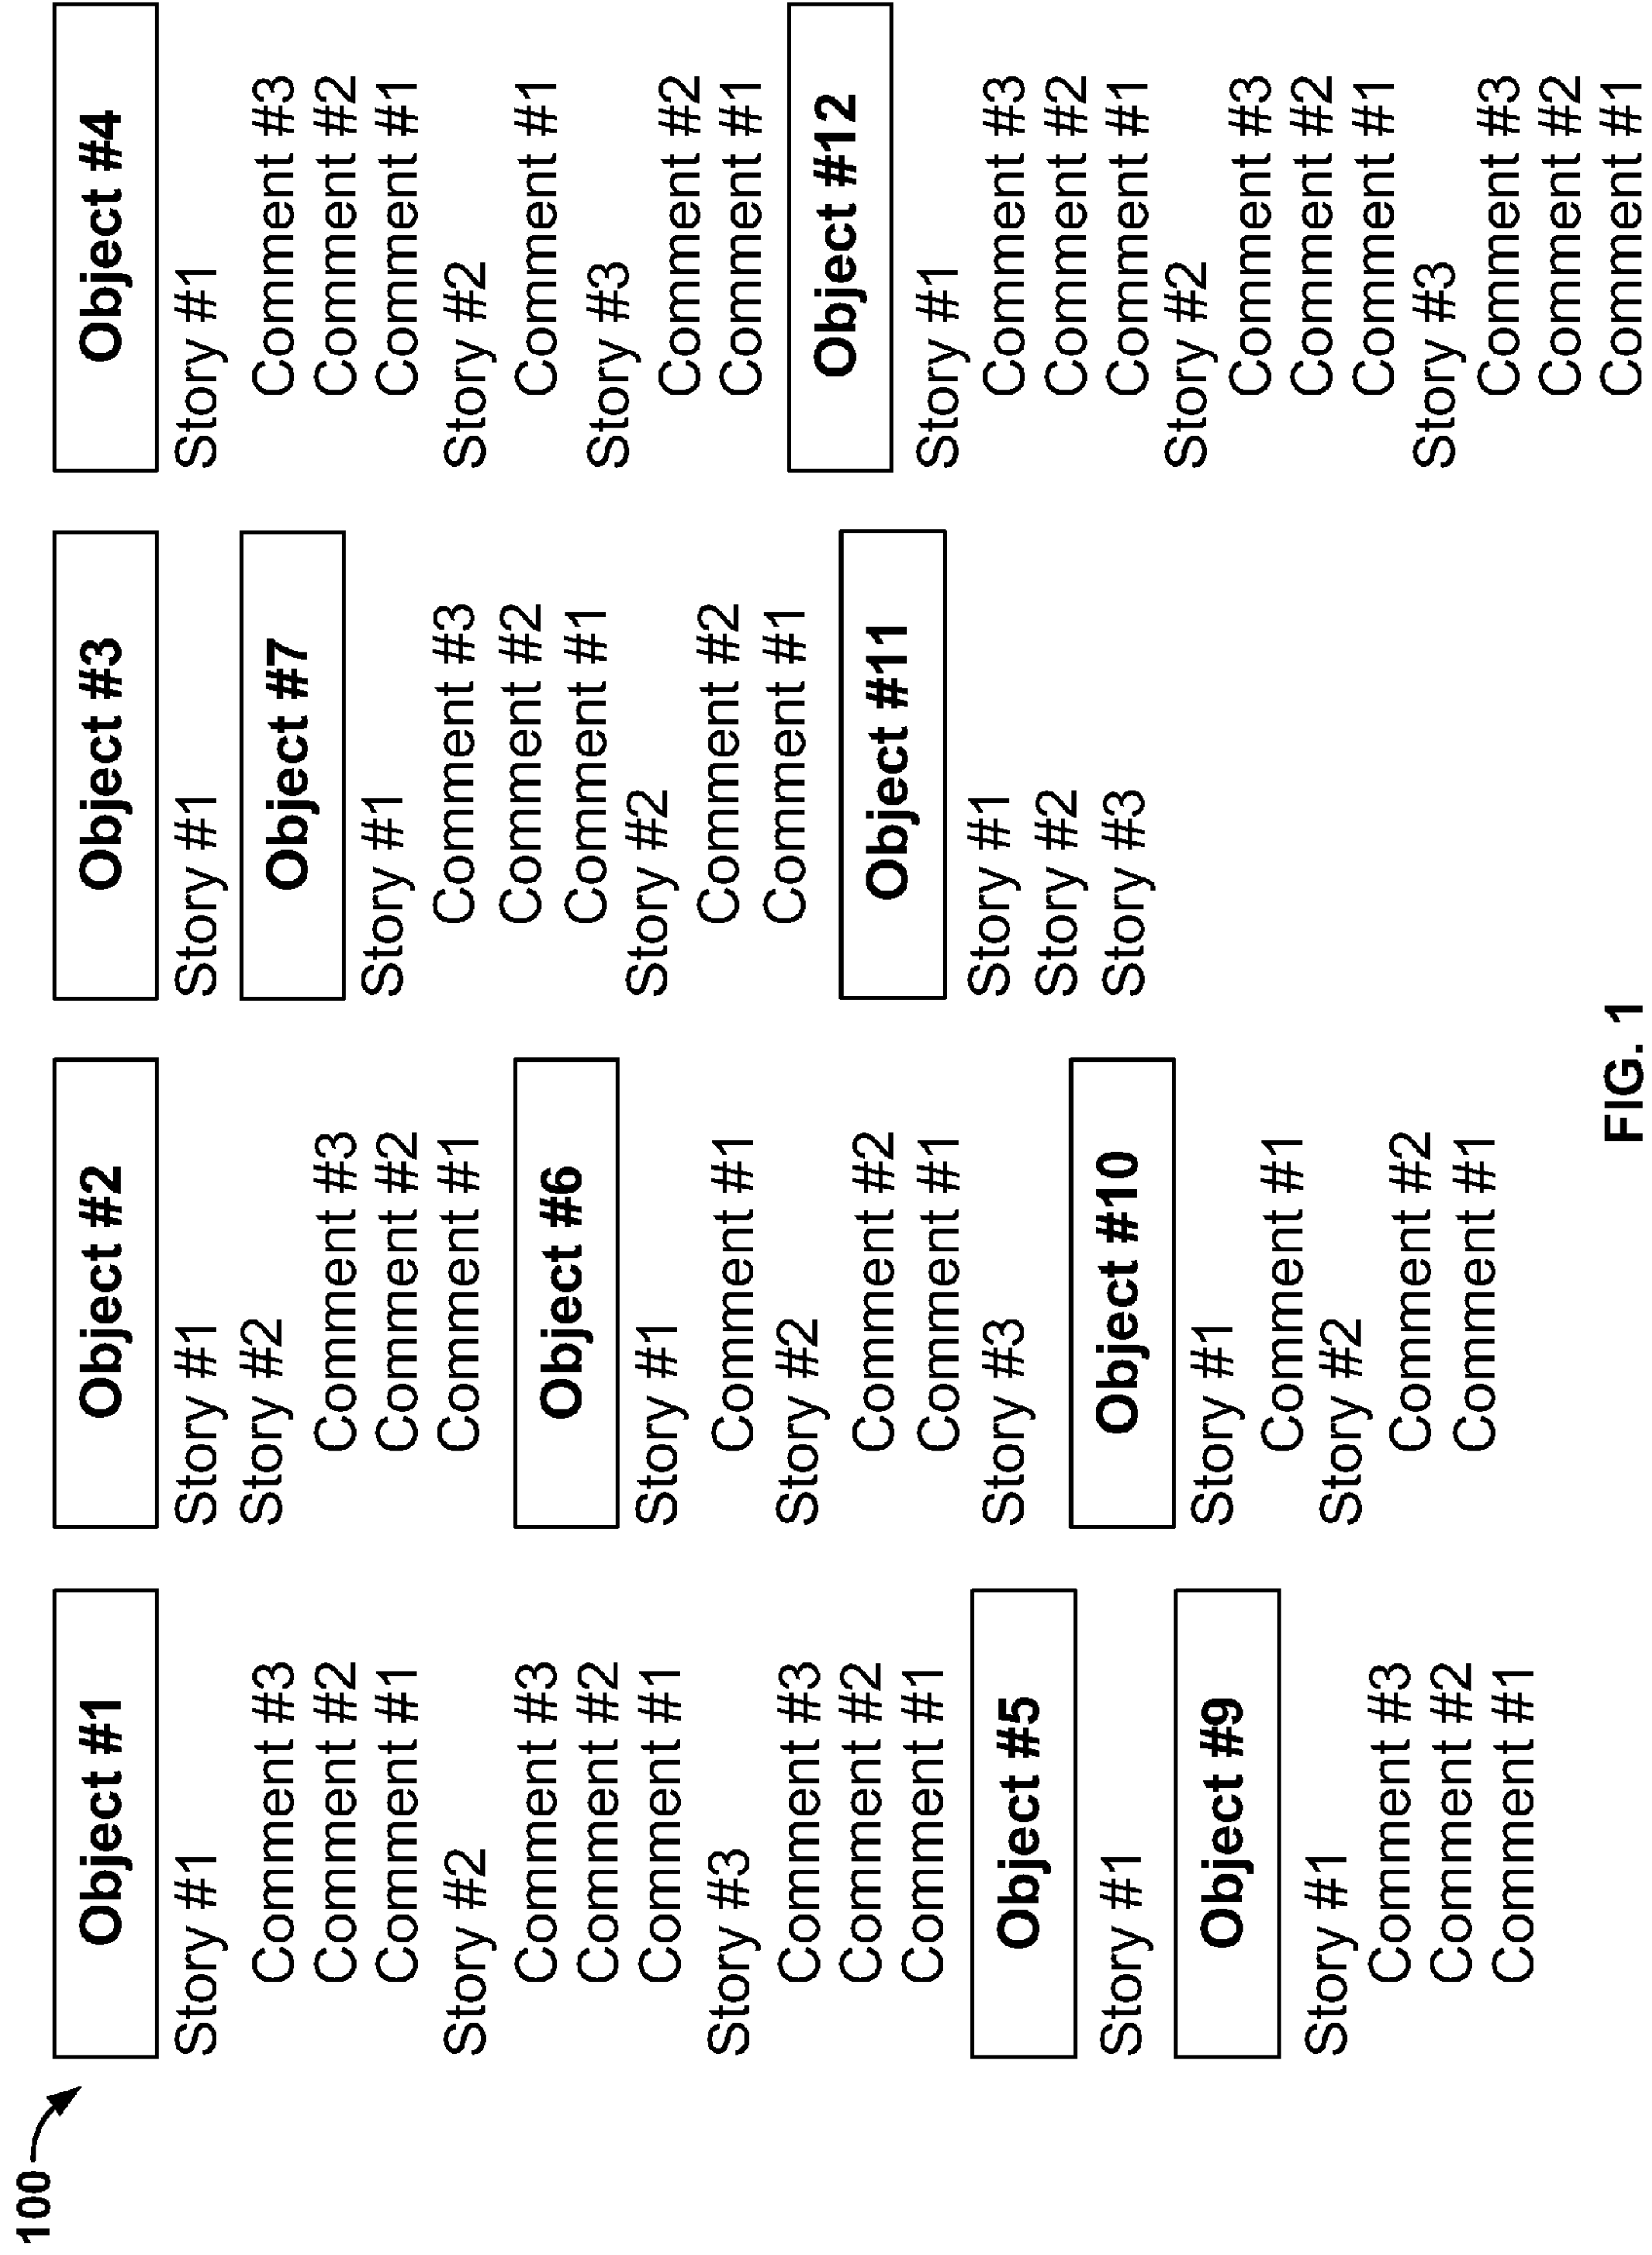 100
Object #1
Story #1
Comment #3
Comment #2
Comment #1
Story #2
Comment #3
Comment #2
Comment #1
Story #3
Comment #3
Comment #2
Comment #1
Object #5
Story #1
Object #9
Story #1
Comment #3
Comment #2
Comment #1
Object #2
Story #1
Story #2
Comment #3
Comment #2
Comment #1
Object #6
Story #1
Comment #1
Story #2
Comment #2
Comment #1
Story #3
Object #10
Story #1
Comment #1
Story #2
Comment #2
Comment #1
Object #3
Story #1
Object #7
Story #1
Comment #3
Comment #2
Comment #1
Story #2
Comment #2
Comment #1
Object #11
Story #1
Story #2
Story #3
Object #4
Story #1
Comment #3
Comment #2
Comment #1
Story #2
Comment #1
Story #3
Comment #2
Comment #1
Object #12
Story #1
Comment #3
Comment #2
Comment #1
Story #2
Comment #3
Comment #2
Comment #1
Story #3
Comment #3
Comment #2
Comment #1
FIG. 1